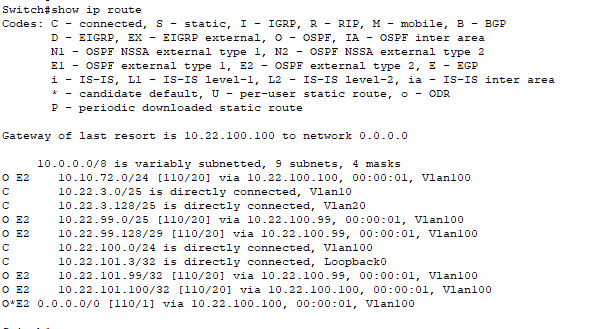 Switch#show ip route
Codes: C - connected, S - static, I - IGRP, R - RIP, M - mobile, B - BGP
D - EIGRP, EX - EIGRP external, O - OSPF, IA - OSPF inter area
N1 - OSPF NSSA external type 1, N2 - OSPF NSSA external type 2
E1 - OSPF external type 1, E2 - OSPF external type 2, E - EGP
i - IS-IS, L1 - IS-IS level-1, L2 - IS-IS level-2, ia - IS-IS inter area
* - candidate default, U - per-user static route, o - ODR
P - periodic downloaded static route
Gateway of last resort is 10.22.100.100 to network 0.0.0.0
10.0.0.0/8 is variably subnetted, 9 subnets, 4 masks
O E2 10.10.72.0/24 [110/20] via 10.22.100.100, 00:00:01, Vlan100
C 10.22.3.0/25 is directly connected, Vlan10
C 10.22.3.128/25 is directly connected, Vlan20
O E2 10.22.99.0/25 [110/20] via 10.22.100.99, 00:00:01, Vlan100
O E2 10.22.99.128/29 [110/20] via 10.22.100.99, 00:00:01, Vlan100
C 10.22.100.0/24 is directly connected, Vlan100
C 10.22.101.3/32 is directly connected, Loopback0
O E2 10.22.101.99/32 [110/20] via 10.22.100.99, 00:00:01, Vlan100
O E2 10.22.101.100/32 [110/20] via 10.22.100.100, 00:00:01, Vlan100
O*E2 0.0.0.0/0 [110/1] via 10.22.100.100, 00:00:01, Vlan100